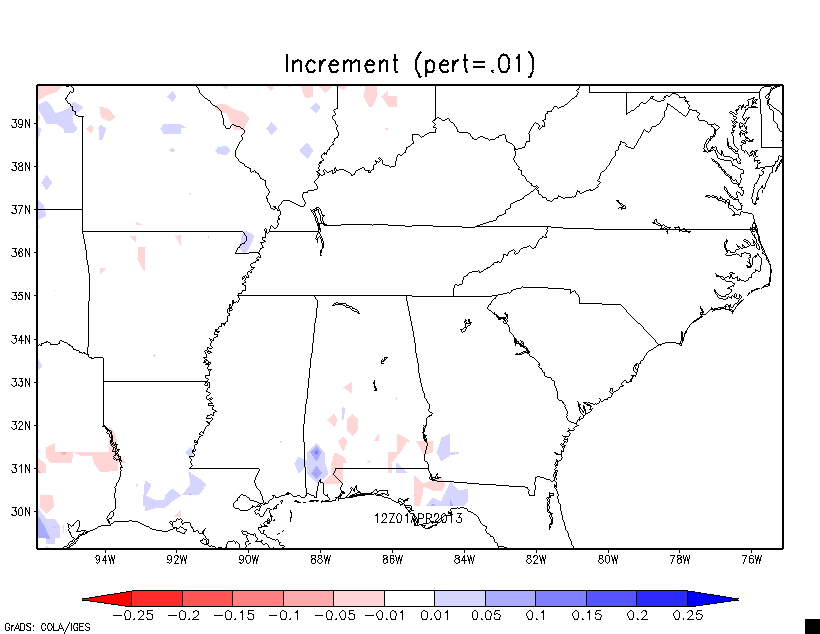 Increment (pert=.01)
39N
38N
37N
36N
35N
34N
33N
32N
31N
30N
94W 92W 90W 88W 86W 84W 82W 80W 78W 76W
12Z01APR2013
-0.25 -0.2 -0.15 -0.1 -0.05 -0.01 0.01 0.05 0.1 0.15 0.2 0.25
GrADS: COLA/IGES